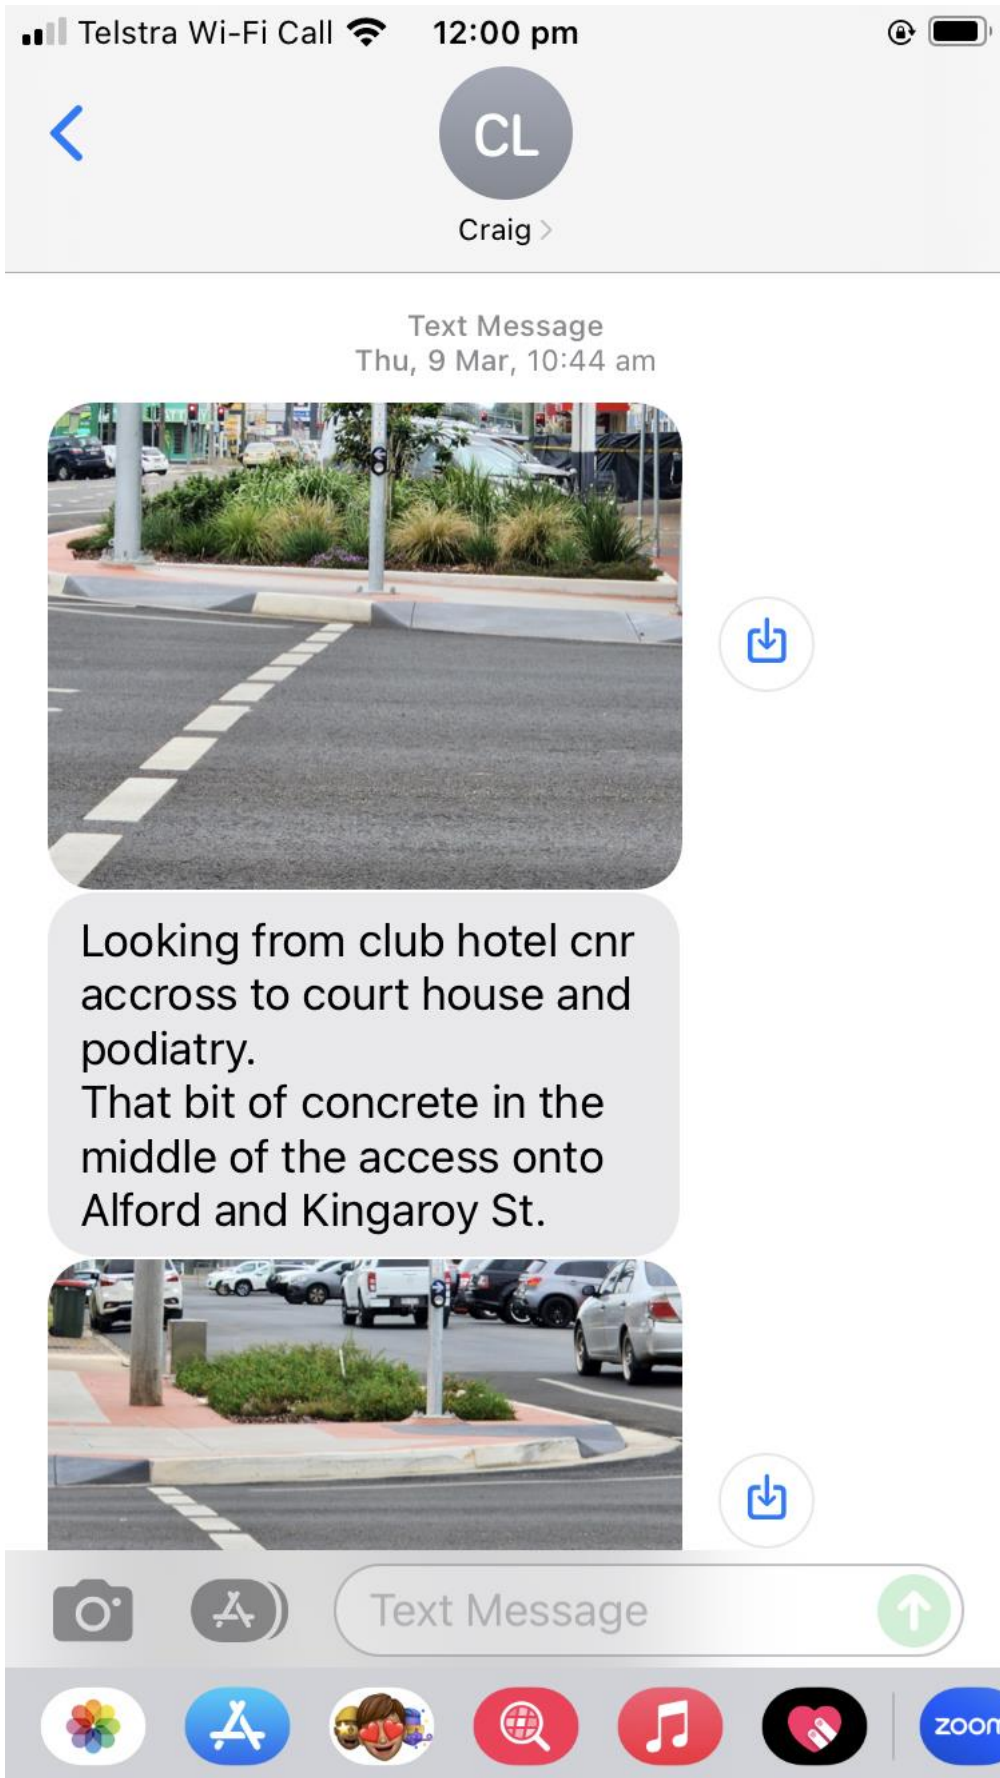 Telstra Wi-Fi Call 12:00 pm
CL
Craig
Text Message
Thu, 9 Mar, 10:44 am
Looking from club hotel cnr
accross to court house and
podiatry.
That bit of concrete in the
middle of the access onto
Alford and Kingaroy St.
Text Message
zoom